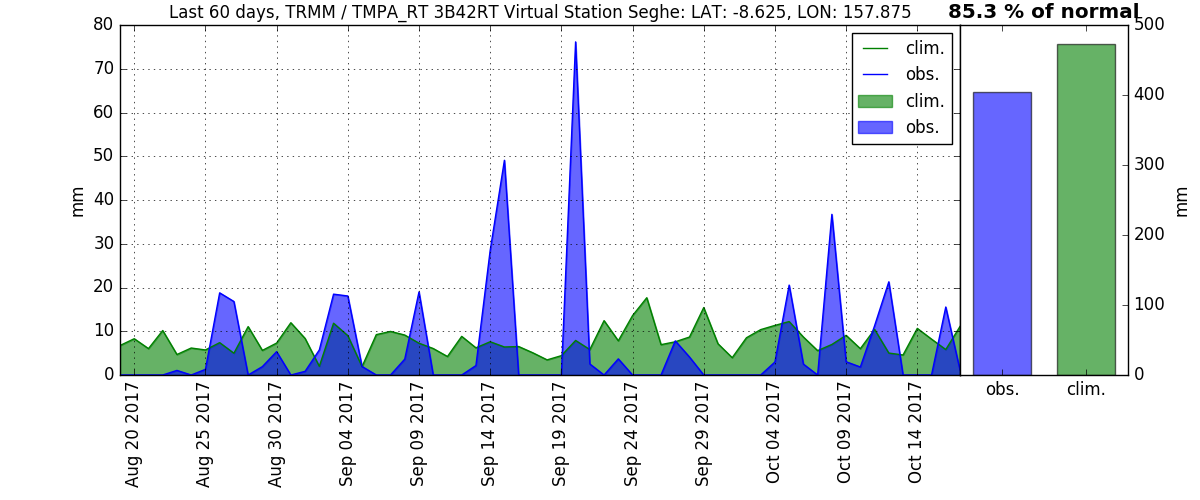 Last 60 days, TRMM / TMPA_RT 3B42RT Virtual Station Seghe: LAT: -8.625, LON: 157.875
85.3 % of normal
80
70
60
50
40
30
20
10
0
mm
clim.
obs.
clim.
obs.
500
400
300
200
100
0
mm
Aug 20 2017
Aug 25 2017
Aug 30 2017
Sep 04 2017
Sep 09 2017
Sep 14 2017
Sep 19 2017
Sep 24 2017
Sep 29 2017
Oct 04 2017
Oct 09 2017
Oct 14 2017
obs.
clim.